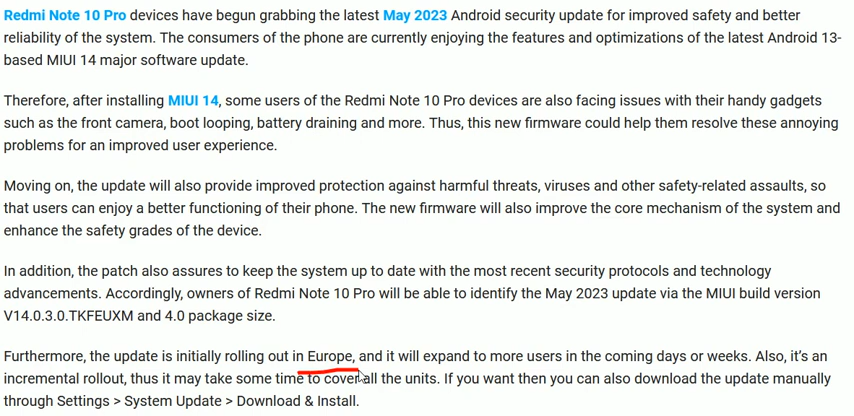 Redmi Note 10 Pro devices have begun grabbing the latest May 2023 Android security update for improved safety and better
reliability of the system. The consumers of the phone are currently enjoying the features and optimizations of the latest Android 13-
based MIUI 14 major software update.
Therefore, after installing MIUI 14, some users of the Redmi Note 10 Pro devices are also facing issues with their handy gadgets
such as the front camera, boot looping, battery draining and more. Thus, this new firmware could help them resolve these annoying
problems for an improved user experience.
Moving on, the update will also provide improved protection against harmful threats, viruses and other safety-related assaults, so
that users can enjoy a better functioning of their phone. The new firmware will also improve the core mechanism of the system and
enhance the safety grades of the device.
In addition, the patch also assures to keep the system up to date with the most recent security protocols and technology
advancements. Accordingly, owners of Redmi Note 10 Pro will be able to identify the May 2023 update via the MIUI build version
V14.0.3.0.TKFEUXM and 4.0 package size.
Furthermore, the update is initially rolling out in Europe, and it will expand to more users in the coming days or weeks. Also, it's an
incremental rollout, thus it may take some time to cover all the units. If you want then you can also download the update manually
through Settings > System Update > Download & Install.